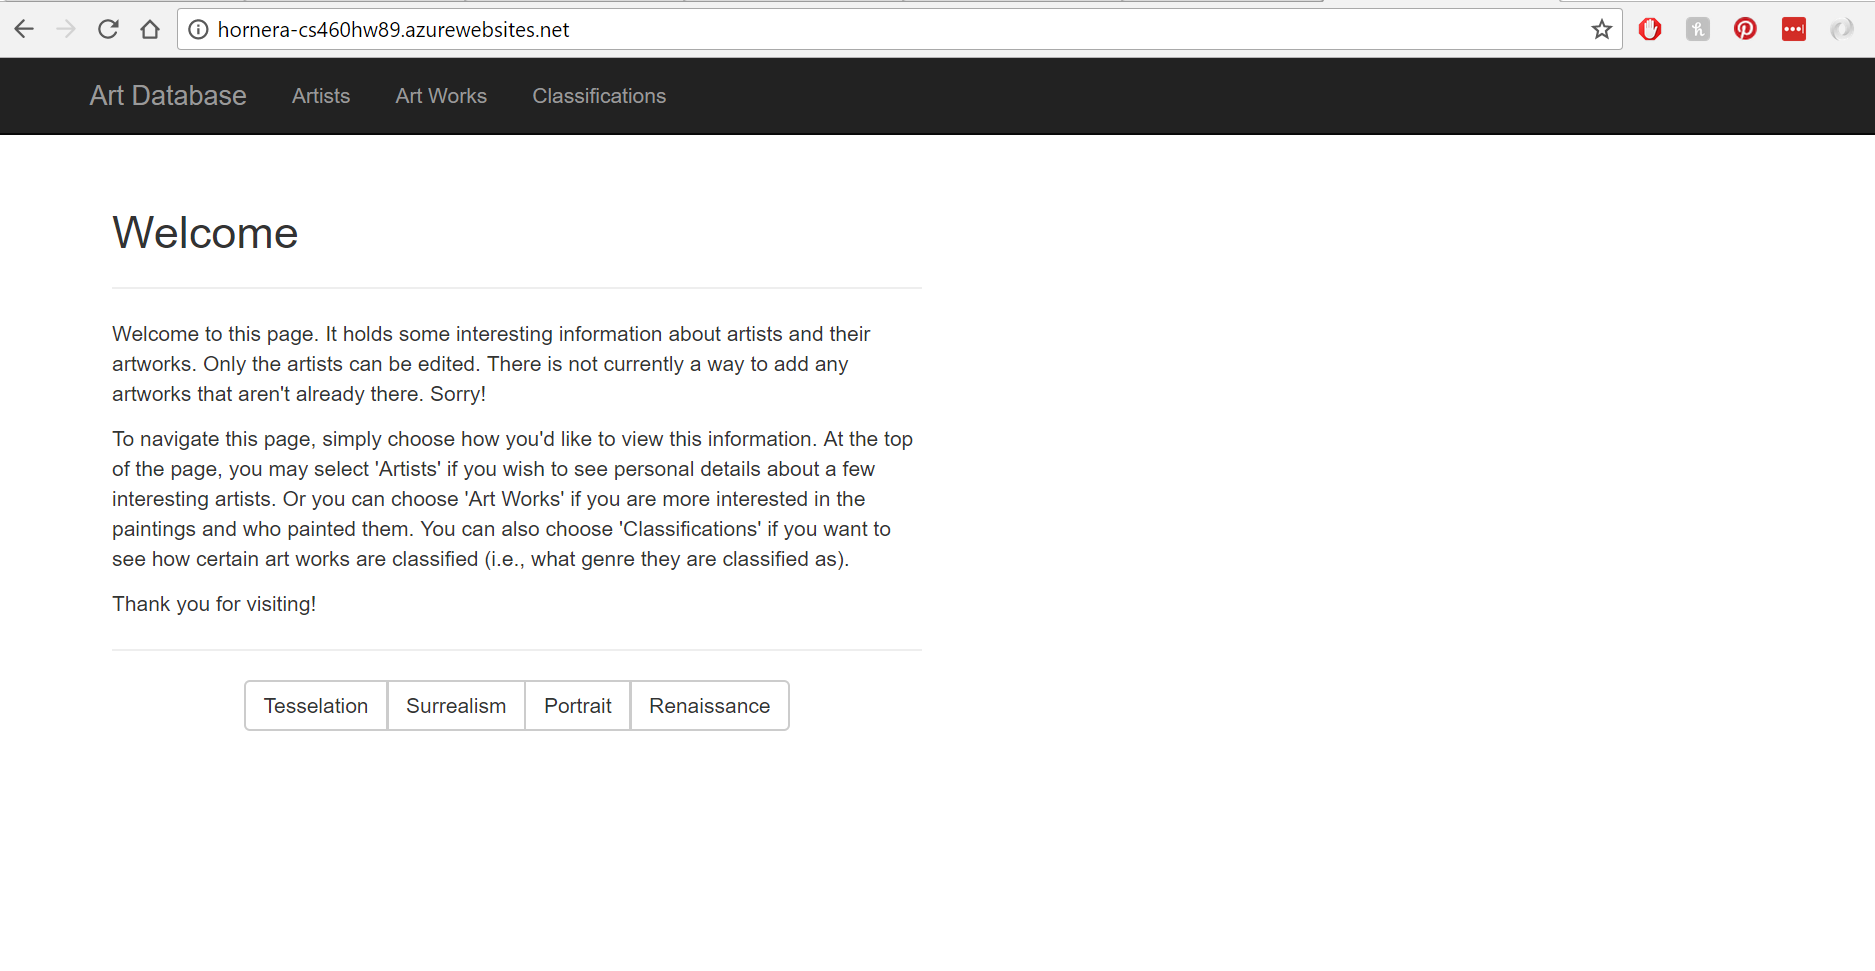 hornera-cs460hw89.azurewebsites.net
Art Database Artists Art Works Classifications
Welcome
Welcome to this page. It holds some interesting information about artists and their
artworks. Only the artists can be edited. There is not currently a way to add any
artworks that aren't already there. Sorry!
To navigate this page, simply choose how you'd like to view this information. At the top
of the page, you may select 'Artists' if you wish to see personal details about a few
interesting artists. Or you can choose 'Art Works' if you are more interested in the
paintings and who painted them. You can also choose 'Classifications' if you want to
see how certain art works are classified (i.e., what genre they are classified as).
Thank you for visiting!
Tesselation Surrealism Portrait Renaissance